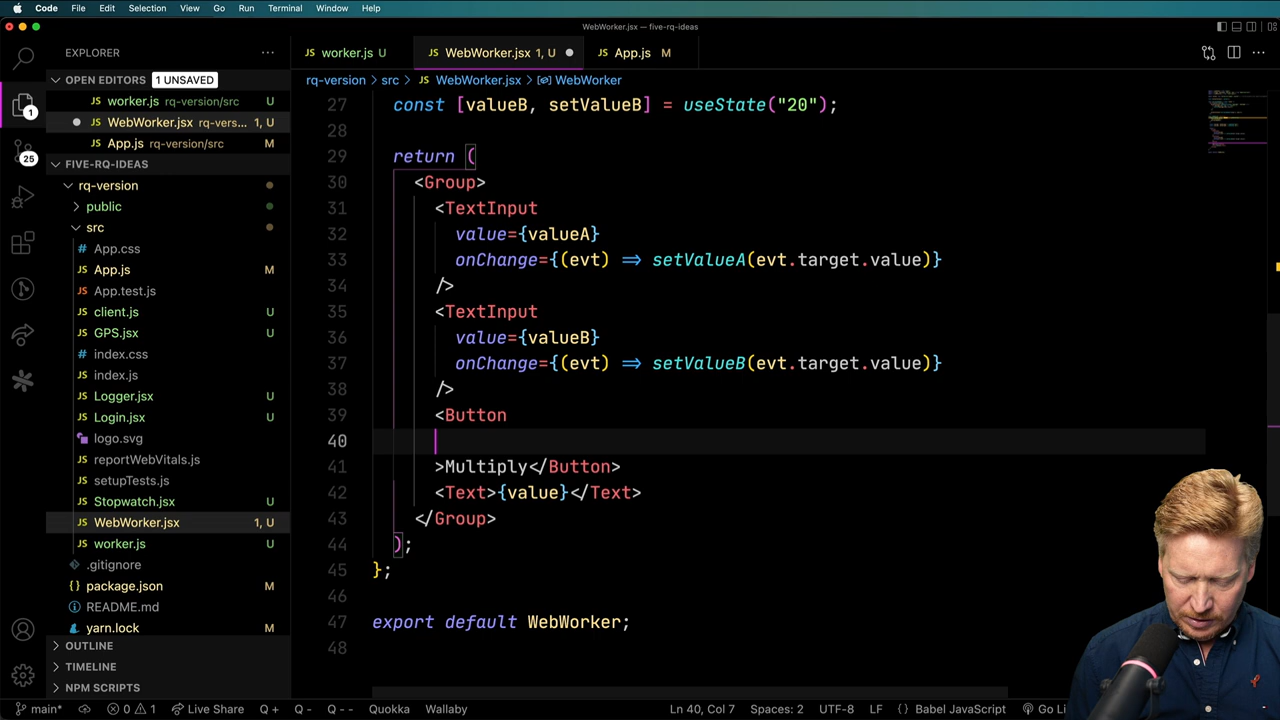 Code File Edit Selection View Go Run Terminal Window Help
WebWorker.jsx — five-rq-ideas
EXPLORER
JS worker.js U
JS WebWorker.jsx 1, U
JS App.js M
OPEN EDITORS 1 UNSAVED
rq-version > src > JS WebWorker.jsx > WebWorker
JS worker.js rq-version/src U
JS WebWorker.jsx rq-vers... 1, U
JS App.js rq-version/src M
FIVE-RQ-IDEAS
rq-version
public
src
# App.css
JS App.js M
JS App.test.js
JS client.js U
JS GPS.jsx U
# index.css
JS index.js
JS Logger.jsx U
JS Login.jsx U
logo.svg
JS reportWebVitals.js
JS setupTests.js
JS Stopwatch.jsx U
JS WebWorker.jsx 1, U
JS worker.js U
.gitignore
{} package.json M
README.md
yarn.lock M
OUTLINE
TIMELINE
NPM SCRIPTS
1
25
27 const [valueB, setValueB] = useState("20");
28
29 return (
30 <Group>
31 <TextInput
32 value={valueA}
33 onChange={(evt) => setValueA(evt.target.value)}
34 />
35 <TextInput
36 value={valueB}
37 onChange={(evt) => setValueB(evt.target.value)}
38 />
39 <Button
40
41 >Multiply</Button>
42 <Text>{value}</Text>
43 </Group>
44 );
45 };
46
47 export default WebWorker;
48
main* 0 1 Live Share Q + Q - Q - - Quokka Wallaby Ln 40, Col 7 Spaces: 2 UTF-8 LF {} Babel JavaScript Go Li